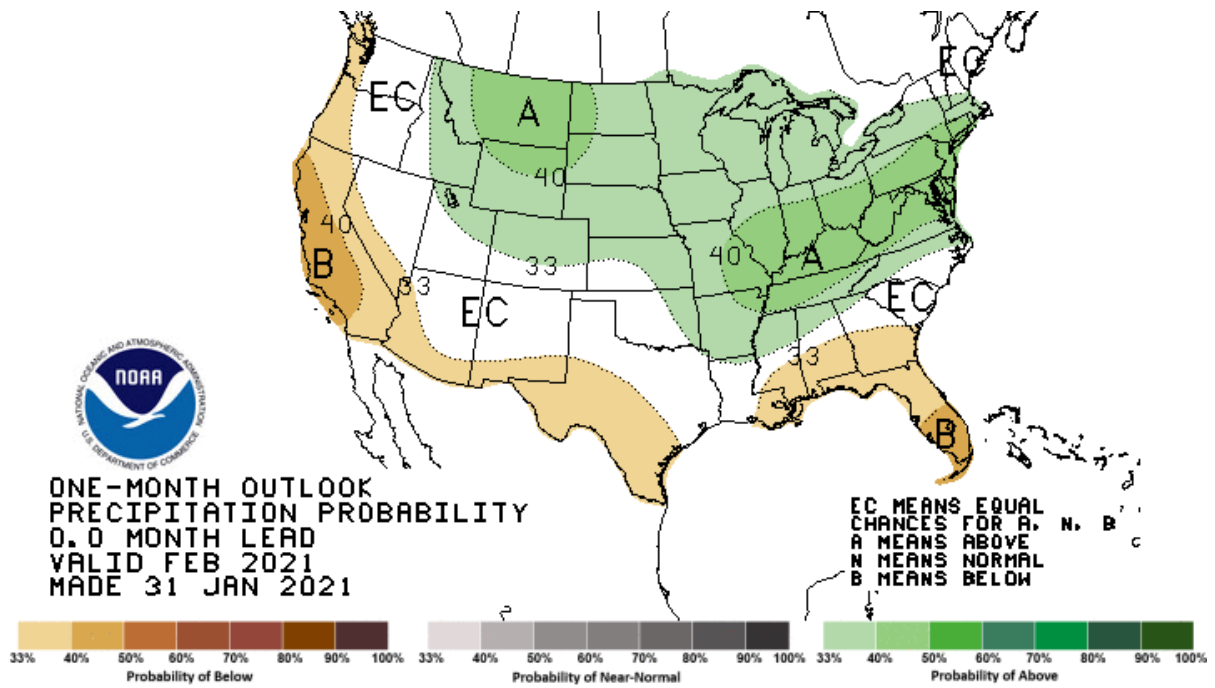 EC
EC
A
40
40
B
33
33
EC
40
A
EC
33
B
NATIONAL OCEANIC AND ATMOSPHERIC ADMINISTRATION
NOAA
U.S. DEPARTMENT OF COMMERCE
ONE-MONTH OUTLOOK
PRECIPITATION PROBABILITY
0.0 MONTH LEAD
VALID FEB 2021
MADE 31 JAN 2021
EC MEANS EQUAL
CHANCES FOR A, N, B
A MEANS ABOVE
N MEANS NORMAL
B MEANS BELOW
33% 40% 50% 60% 70% 80% 90% 100%
Probability of Below
33% 40% 50% 60% 70% 80% 90% 100%
Probability of Near-Normal
33% 40% 50% 60% 70% 80% 90% 100%
Probability of Above